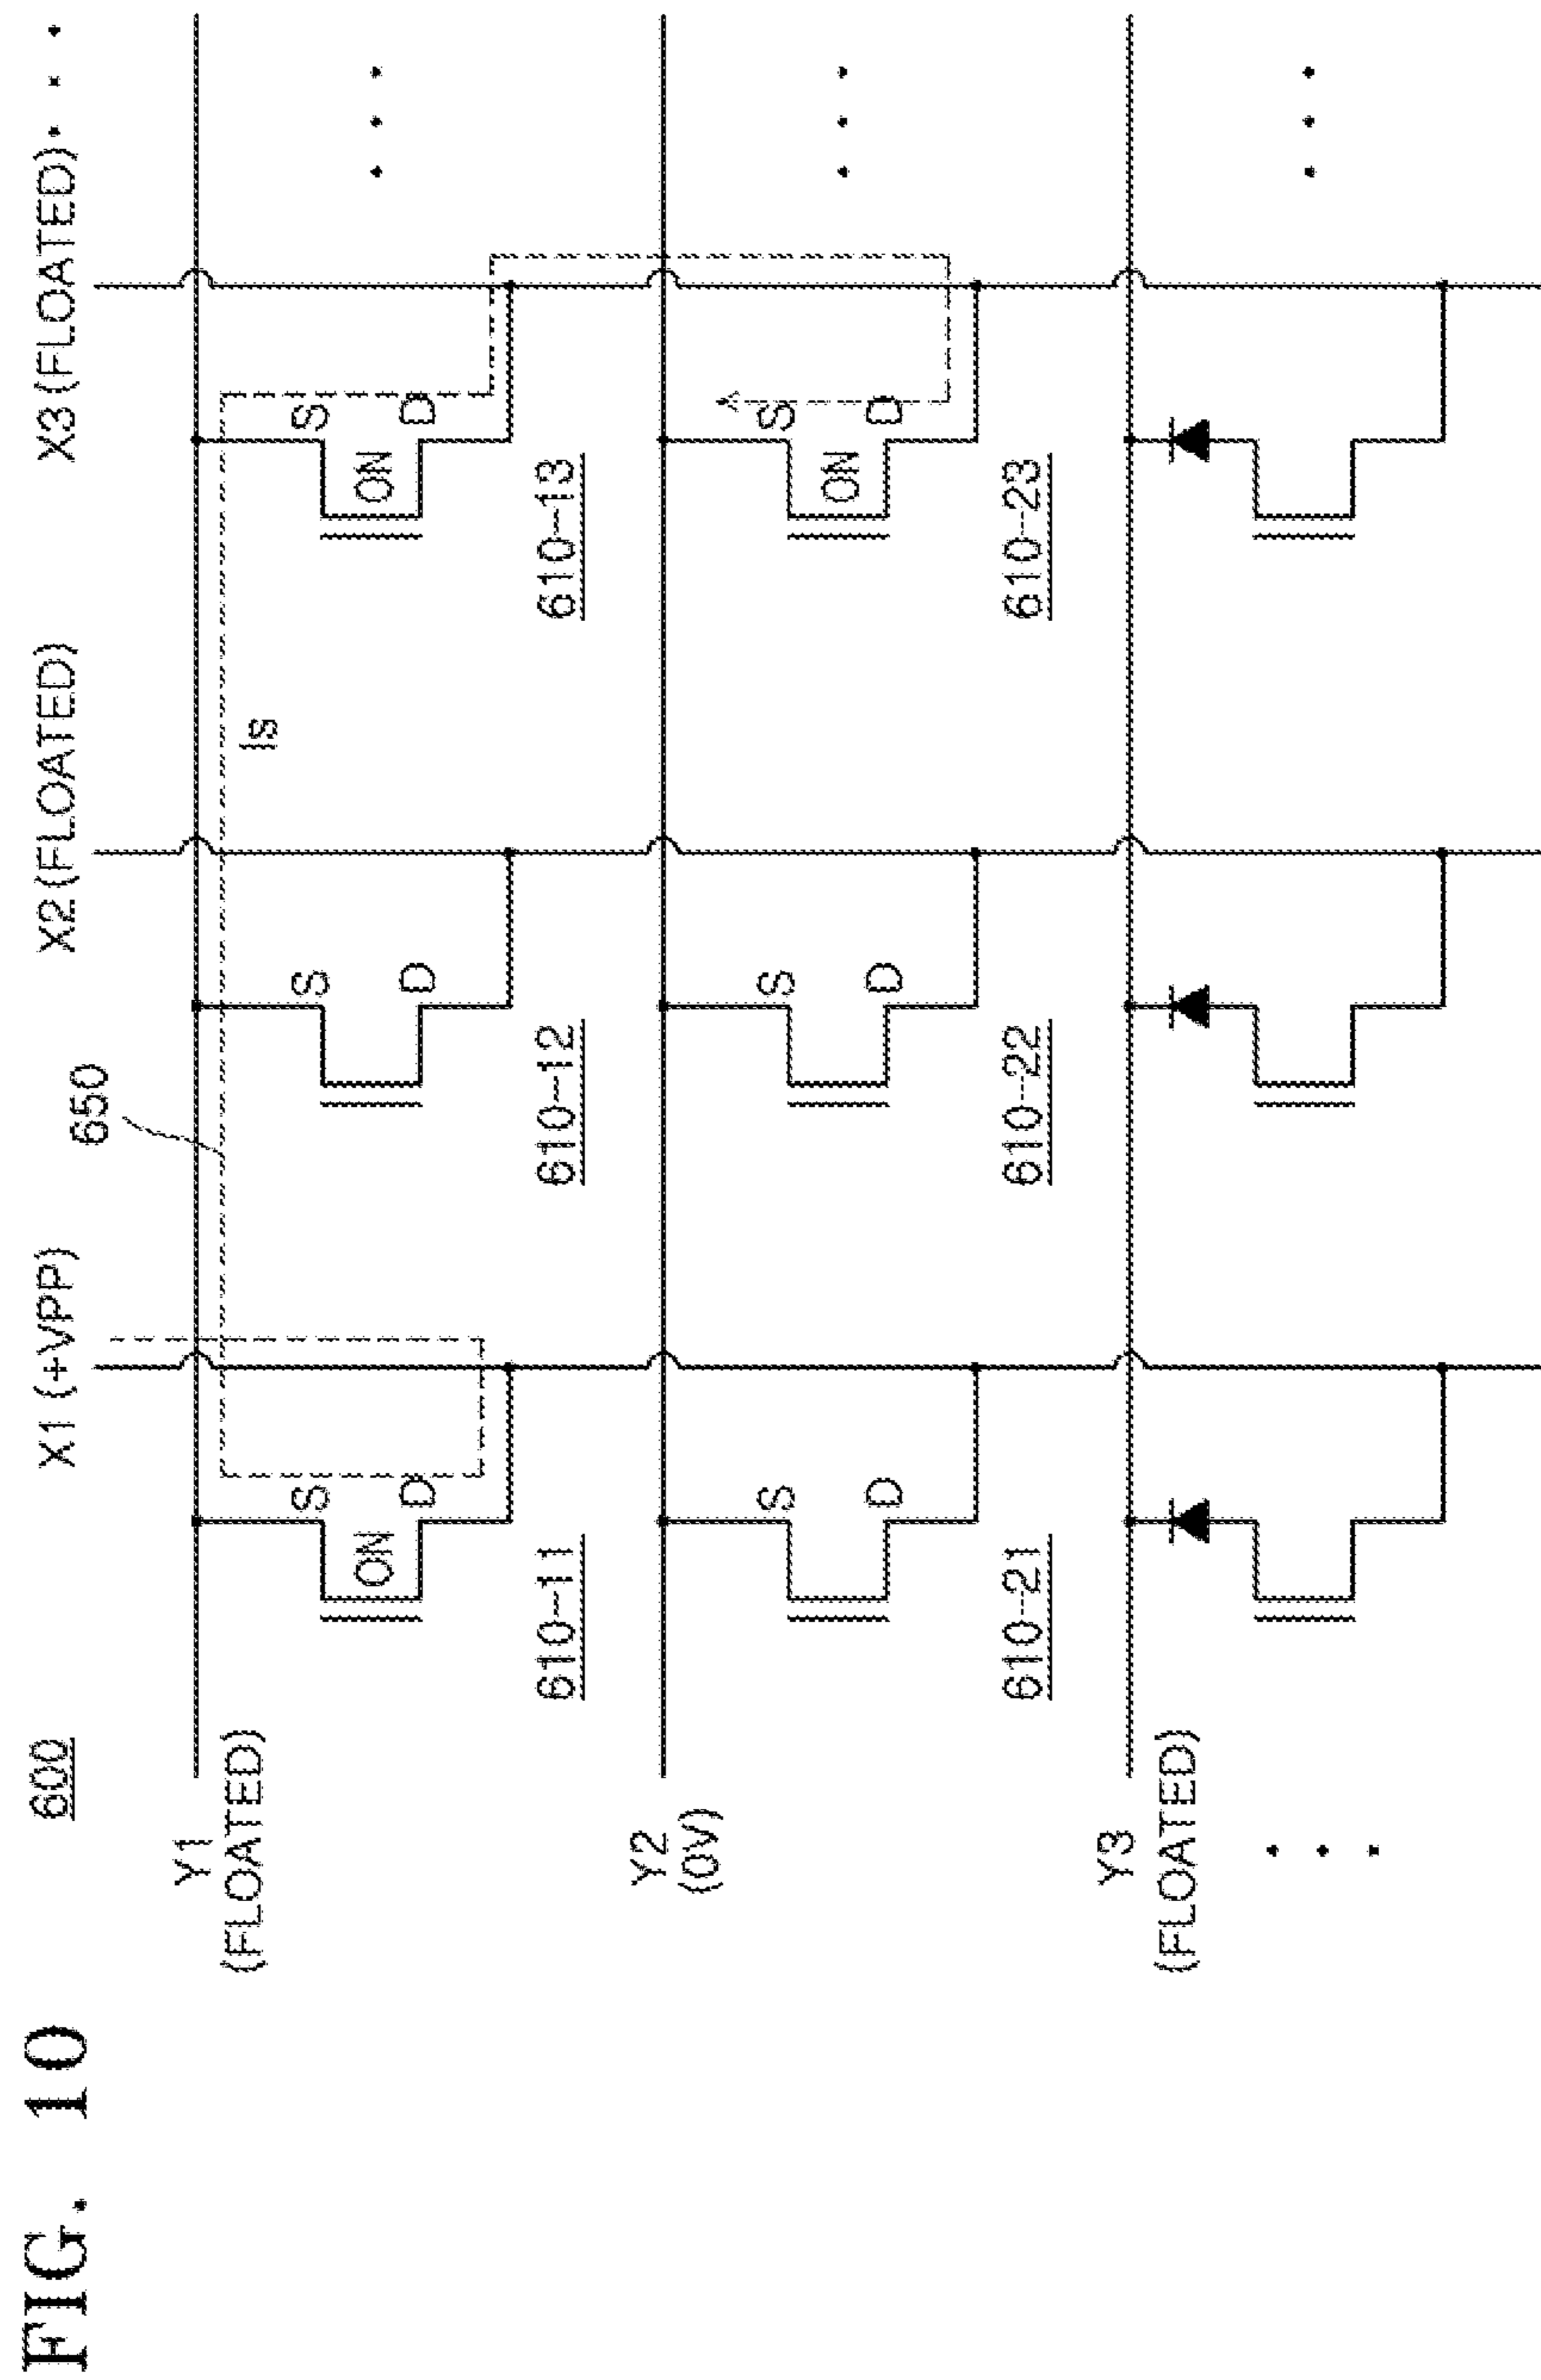 FIG. 10
600
X1 (+VPP)
650
X2 (FLOATED)
X3 (FLOATED)
Y1
(FLOATED)
Is
S
ON
D
S
D
S
ON
D
610-11
610-12
610-13
Y2
(0V)
S
D
S
D
S
ON
D
610-21
610-22
610-23
Y3
(FLOATED)